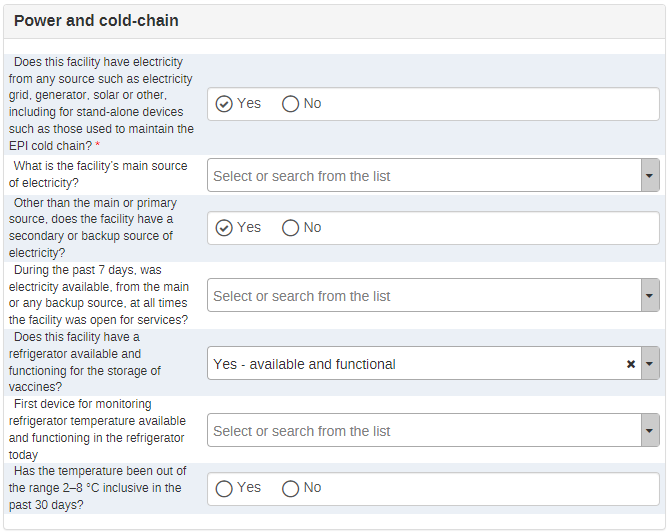 Power and cold-chain
Does this facility have electricity
from any source such as electricity
grid, generator, solar or other,
including for stand-alone devices
such as those used to maintain the
EPI cold chain? *
Yes No
What is the facility's main source
of electricity?
Select or search from the list
Other than the main or primary
source, does the facility have a
secondary or backup source of
electricity?
Yes No
During the past 7 days, was
electricity available, from the main
or any backup source, at all times
the facility was open for services?
Select or search from the list
Does this facility have a
refrigerator available and
functioning for the storage of
vaccines?
Yes - available and functional
First device for monitoring
refrigerator temperature available
and functioning in the refrigerator
today
Select or search from the list
Has the temperature been out of
the range 2–8 °C inclusive in the
past 30 days?
Yes No